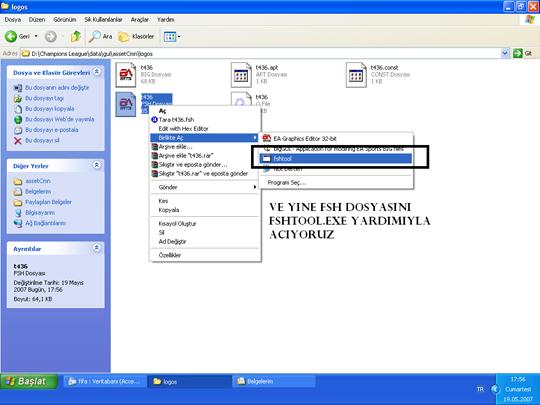 logos
Dosya Düzen Görünüm Sık Kullanılanlar Araçlar Yardım
Geri Ara Klasörler
Adres D:\Champions League\data\gui\assetCmn\logos Git
Dosya ve Klasör Görevleri
Bu dosyanın adını değiştir
Bu dosyayı taşı
Bu dosyayı kopyala
Bu dosyayı Web'de yayımla
Bu dosyayı e-posta
Bu dosyayı sil
Diğer Yerler
assetCmn
Belgelerim
Paylaşılan Belgeler
Bilgisayarım
Ağ Bağlantılarım
Ayrıntılar
t436
FSH Dosyası
Değiştirilme Tarihi: 19 Mayıs
2007 Bugün, 17:56
Boyut: 64,1 KB
t436
BIG Dosyası
68 KB
t436.apt
APT Dosyası
1 KB
t436.const
CONST Dosyası
1 KB
t436
FSH Dosyası
t436
O File
Aç
Tara t436.fsh
Edit with Hex Editor
Birlikte Aç
Arşive ekle...
Arşive ekle "t436.rar"
Sıkıştır ve eposta gönder...
Sıkıştır "t436.rar" ve eposta gönder
Gönder
Kes
Kopyala
Kısayol Oluştur
Sil
Ad Değiştir
Özellikler
EA Graphics Editor 32-bit
BigGUI - Application for modifing EA Sports BIG files
fshtool
Not Defteri
Program Seç...
VE YINE FSH DOSYASINI
FSHTOOL.EXE YARDIMIYLA
ACIYORUZ
Başlat
fifa : Veritabanı (Acce...
logos
Belgelerim
TR
17:56
Cumartesi
19.05.2007